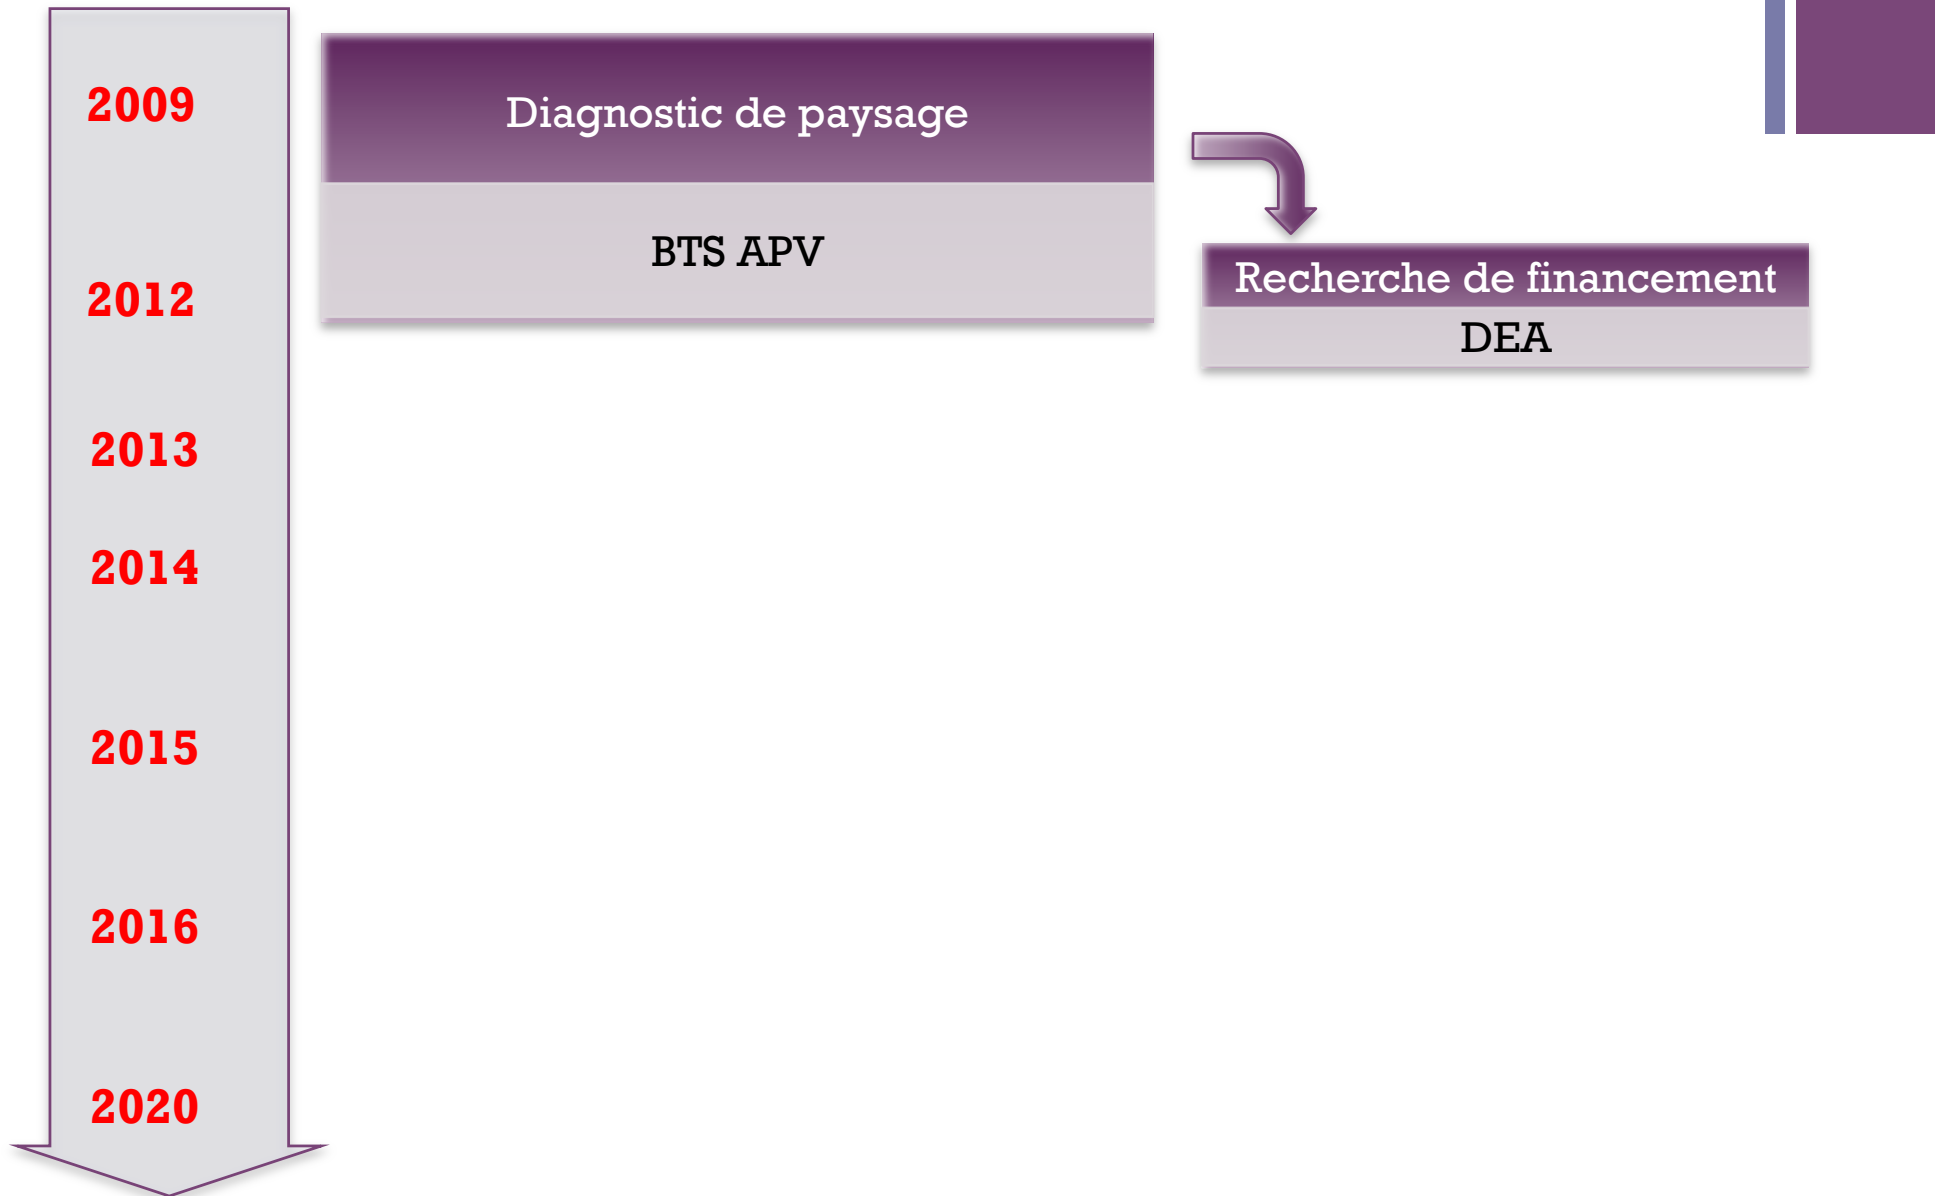 2009
Diagnostic de paysage
BTS APV
Recherche de financement
DEA
2012
2013
2014
2015
2016
2020